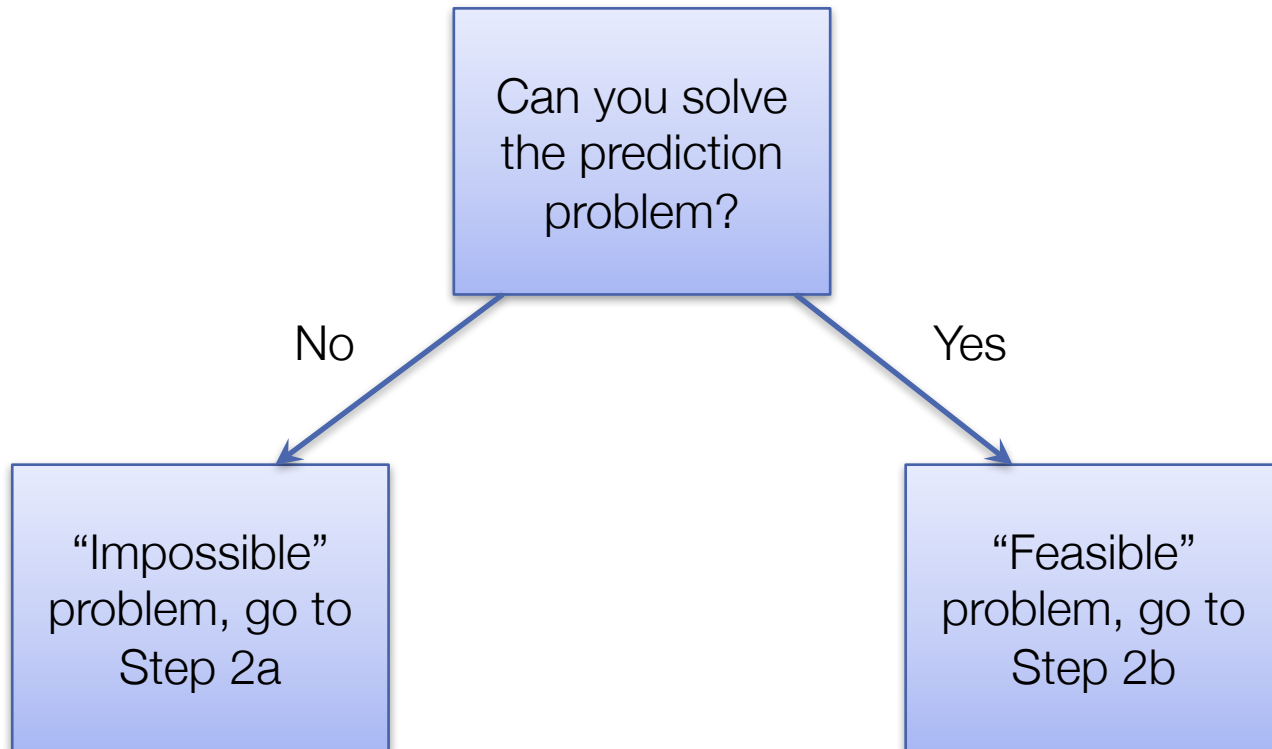 Can you solve
the prediction
problem?
No
Yes
“Impossible”
problem, go to
Step 2a
“Feasible”
problem, go to
Step 2b